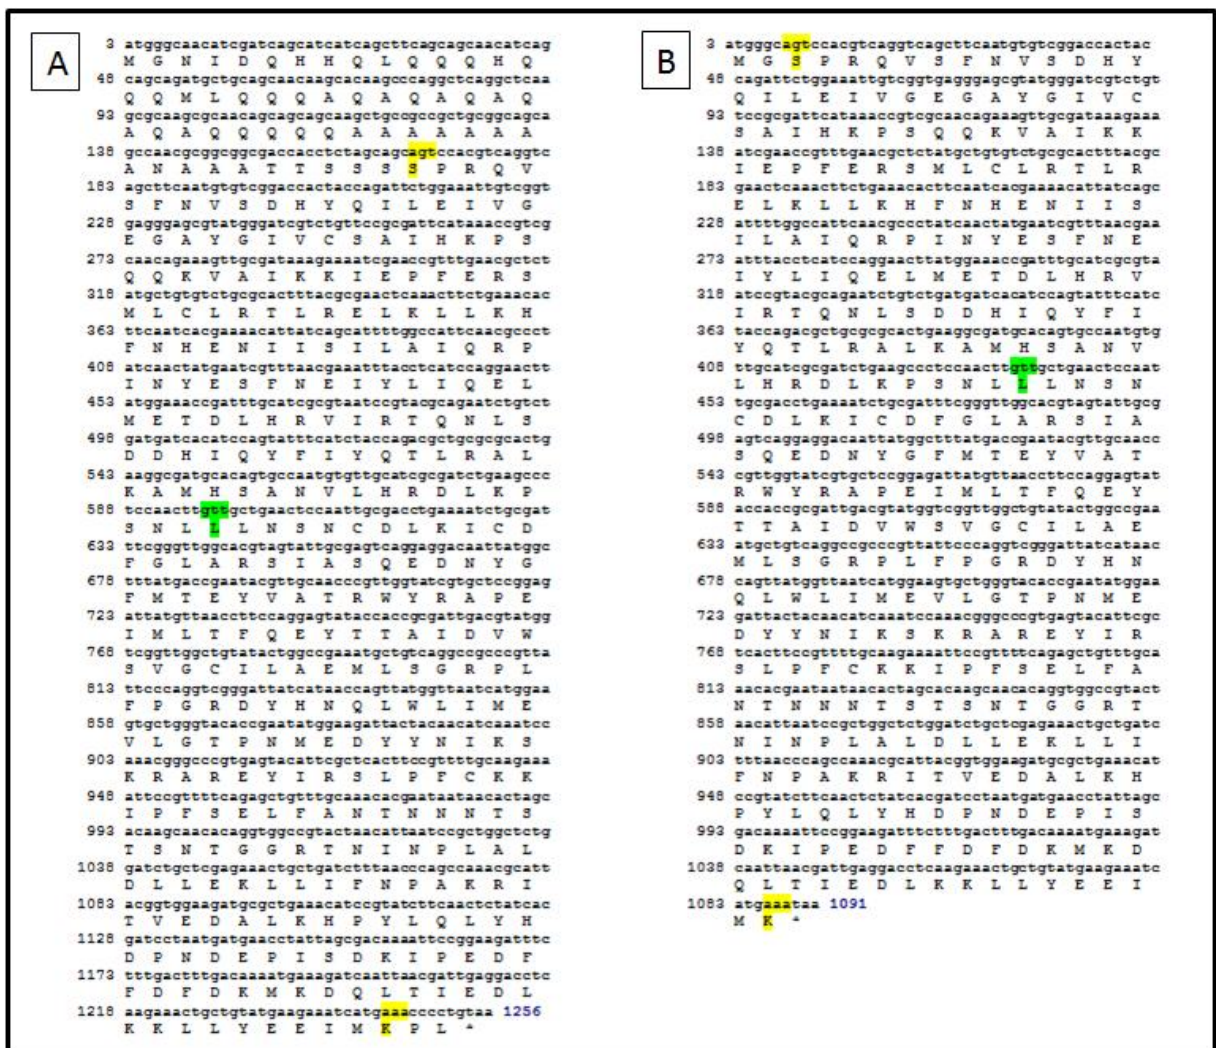 A
3 atgggcaacatcgatcagcatcatcagcttcagcagcaacatcag
M G N I D Q H H Q L Q Q Q H Q
48 cagcagatgctgcagcaacaagcacaagcccaggctcaggctcaa
Q Q M L Q Q Q A Q A Q A Q A Q
93 gcgcaagcgcaacagcagcagcaagctgccgccgctgcggcagca
A Q A Q Q Q Q Q A A A A A A A
138 gccaacgcggcggcgaccacctctagcagcagtccacgtcaggtc
A N A A A T T S S S S P R Q V
183 agcttcaatgtgtcggaccactaccagattctggaaattgtcggt
S F N V S D H Y Q I L E I V G
228 gagggagcgtatgggatcgtctgttccgcgattcataaaccgtcg
E G A Y G I V C S A I H K P S
273 caacagaaagttgcgataaagaaaatcgaaccgtttgaacgctct
Q Q K V A I K K I E P F E R S
318 atgctgtgtctgcgcactttacgcgaactcaaacttctgaaacac
M L C L R T L R E L K L L K H
363 ttcaatcacgaaaacattatcagcattttggccattcaacgccct
F N H E N I I S I L A I Q R P
408 atcaactatgaatcgtttaacgaaatttacctcatccaggaactt
I N Y E S F N E I Y L I Q E L
453 atggaaaccgatttgcatcgcgtaatccgtacgcagaatctgtct
M E T D L H R V I R T Q N L S
498 gatgatcacatccagtatttcatctaccagacgctgcgcgcactg
D D H I Q Y F I Y Q T L R A L
543 aaggcgatgcacagtgccaatgtgttgcatcgcgatctgaagccc
K A M H S A N V L H R D L K P
588 tccaacttgttgctgaactccaattgcgacctgaaaatctgcgat
S N L L L N S N C D L K I C D
633 ttcgggttggcacgtagtattgcgagtcaggaggacaattatggc
F G L A R S I A S Q E D N Y G
678 tttatgaccgaatacgttgcaacccgttggtatcgtgctccggag
F M T E Y V A T R W Y R A P E
723 attatgttaaccttccaggagtataccaccgcgattgacgtatgg
I M L T F Q E Y T T A I D V W
768 tcggttggctgtatactggccgaaatgctgtcaggccgcccgtta
S V G C I L A E M L S G R P L
813 ttcccaggtcgggattatcataaccagttatggttaatcatggaa
F P G R D Y H N Q L W L I M E
858 gtgctgggtacaccgaatatggaagattactacaacatcaaatcc
V L G T P N M E D Y Y N I K S
903 aaacgggcccgtgagtacattcgctcacttccgttttgcaagaaa
K R A R E Y I R S L P F C K K
948 attccgttttcagagctgtttgcaaacacgaataataacactagc
I P F S E L F A N T N N N T S
993 acaagcaacacaggtggccgtactaacattaatccgctggctctg
T S N T G G R T N I N P L A L
1038 gatctgctcgagaaactgctgatctttaacccagccaaacgcatt
D L L E K L L I F N P A K R I
1083 acggtggaagatgcgctgaaacatccgtatcttcaactctatcac
T V E D A L K H P Y L Q L Y H
1128 gatcctaatgatgaacctattagcgacaaaattccggaagatttc
D P N D E P I S D K I P E D F
1173 tttgactttgacaaaatgaaagatcaattaacgattgaggacctc
F D F D K M K D Q L T I E D L
1218 aagaaactgctgtatgaagaaatcatgaaacccctgtaa 1256
K K L L Y E E I M K P L *
B
3 atgggcagtccacgtcaggtcagcttcaatgtgtcggaccactac
M G S P R Q V S F N V S D H Y
48 cagattctggaaattgtcggtgagggagcgtatgggatcgtctgt
Q I L E I V G E G A Y G I V C
93 tccgcgattcataaaccgtcgcaacagaaagttgcgataaagaaa
S A I H K P S Q Q K V A I K K
138 atcgaaccgtttgaacgctctatgctgtgtctgcgcactttacgc
I E P F E R S M L C L R T L R
183 gaactcaaacttctgaaacacttcaatcacgaaaacattatcagc
E L K L L K H F N H E N I I S
228 attttggccattcaacgccctatcaactatgaatcgtttaacgaa
I L A I Q R P I N Y E S F N E
273 atttacctcatccaggaacttatggaaaccgatttgcatcgcgta
I Y L I Q E L M E T D L H R V
318 atccgtacgcagaatctgtctgatgatcacatccagtatttcatc
I R T Q N L S D D H I Q Y F I
363 taccagacgctgcgcgcactgaaggcgatgcacagtgccaatgtg
Y Q T L R A L K A M H S A N V
408 ttgcatcgcgatctgaagccctccaacttgttgctgaactccaat
L H R D L K P S N L L L N S N
453 tgcgacctgaaaatctgcgatttcgggttggcacgtagtattgcg
C D L K I C D F G L A R S I A
498 agtcaggaggacaattatggctttatgaccgaatacgttgcaacc
S Q E D N Y G F M T E Y V A T
543 cgttggtatcgtgctccggagattatgttaaccttccaggagtat
R W Y R A P E I M L T F Q E Y
588 accaccgcgattgacgtatggtcggttggctgtatactggccgaa
T T A I D V W S V G C I L A E
633 atgctgtcaggccgcccgttattcccaggtcgggattatcataac
M L S G R P L F P G R D Y H N
678 cagttatggttaatcatggaagtgctgggtacaccgaatatggaa
Q L W L I M E V L G T P N M E
723 gattactacaacatcaaatccaaacgggcccgtgagtacattcgc
D Y Y N I K S K R A R E Y I R
768 tcacttccgttttgcaagaaaattccgttttcagagctgtttgca
S L P F C K K I P F S E L F A
813 aacacgaataataacactagcacaagcaacacaggtggccgtact
N T N N N T S T S N T G G R T
858 aacattaatccgctggctctggatctgctcgagaaactgctgatc
N I N P L A L D L L E K L L I
903 tttaacccagccaaacgcattacggtggaagatgcgctgaaacat
F N P A K R I T V E D A L K H
948 ccgtatcttcaactctatcacgatcctaatgatgaacctattagc
P Y L Q L Y H D P N D E P I S
993 gacaaaattccggaagatttctttgactttgacaaaatgaaagat
D K I P E D F F D F D K M K D
1038 caattaacgattgaggacctcaagaaactgctgtatgaagaaatc
Q L T I E D L K K L L Y E E I
1083 atgaaataa 1091
M K *